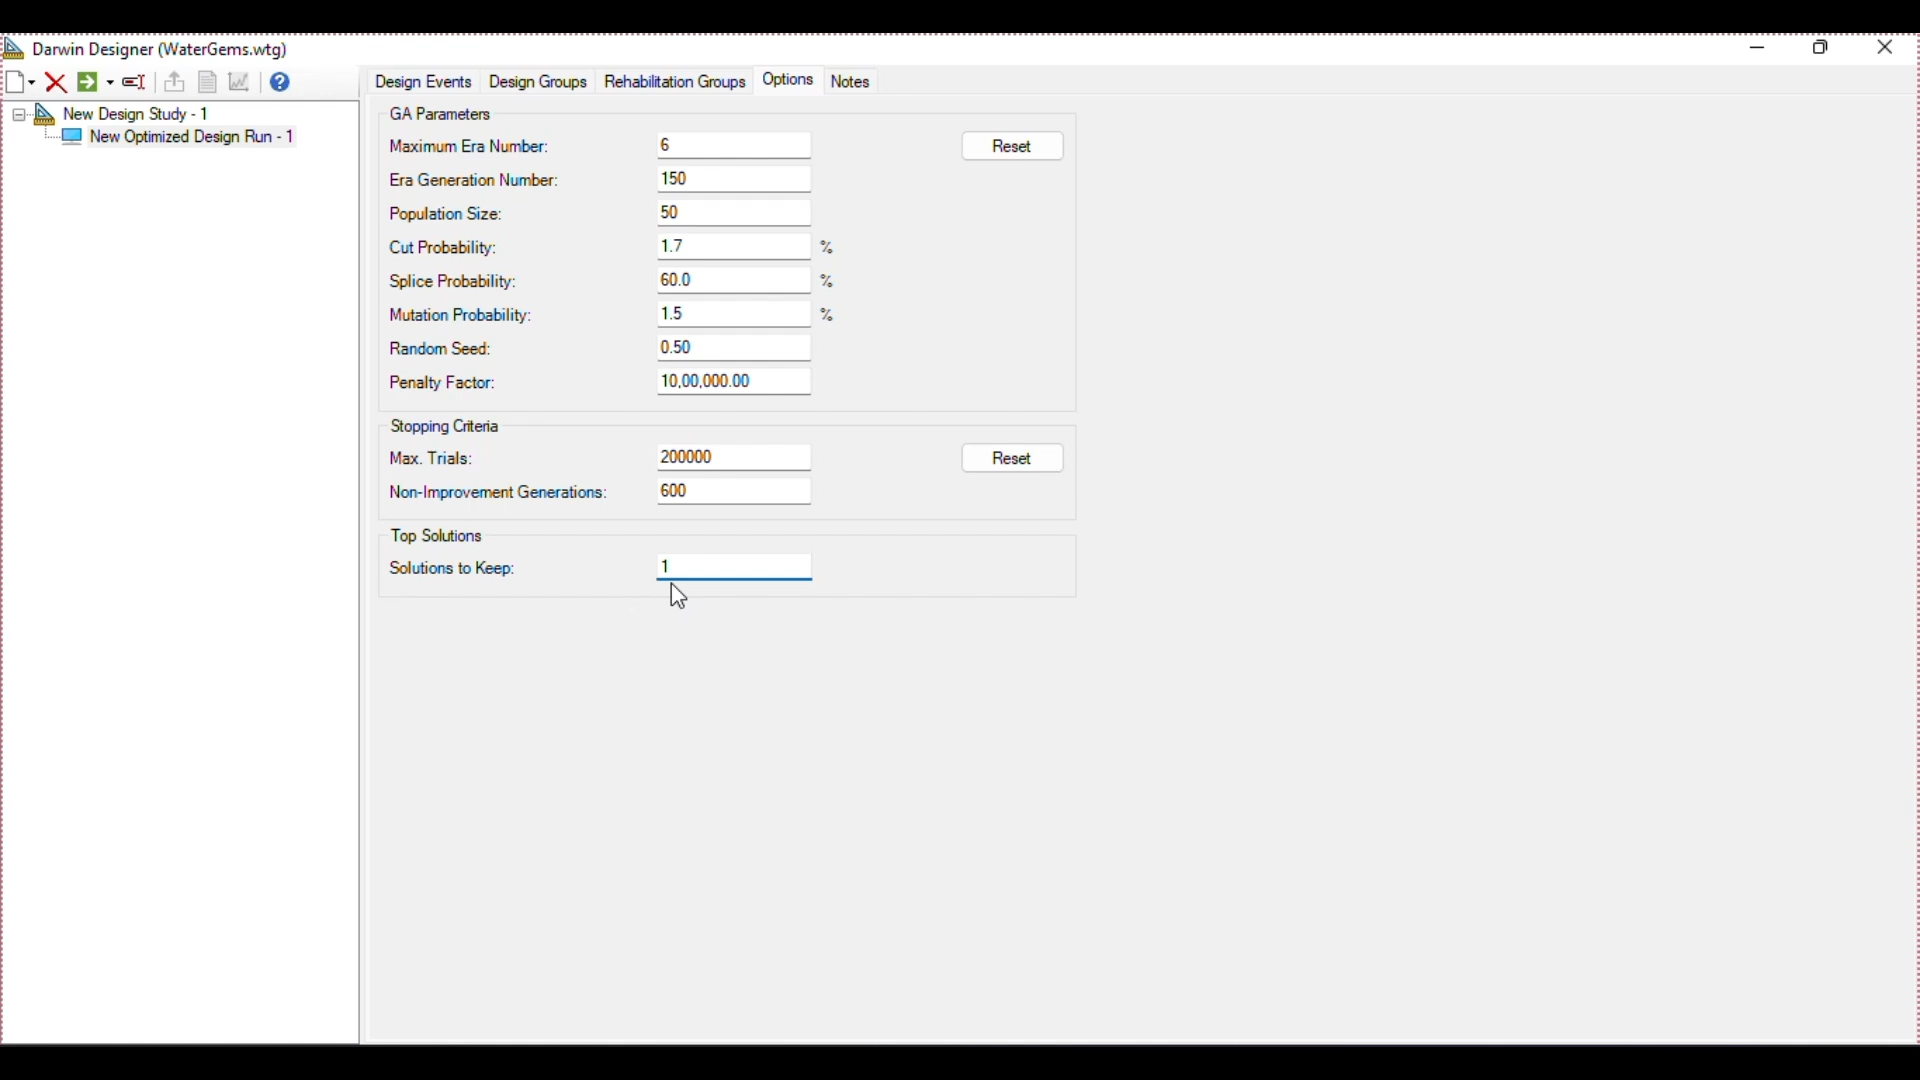 Darwin Designer (WaterGems.wtg)
Design Events Design Groups Rehabilitation Groups Options Notes
New Design Study - 1
New Optimized Design Run - 1
GA Parameters
Maximum Era Number: 6 Reset
Era Generation Number: 150
Population Size: 50
Cut Probability: 1.7 %
Splice Probability: 60.0 %
Mutation Probability: 1.5 %
Random Seed: 0.50
Penalty Factor: 10,00,000.00
Stopping Criteria
Max. Trials: 200000 Reset
Non-Improvement Generations: 600
Top Solutions
Solutions to Keep: 1